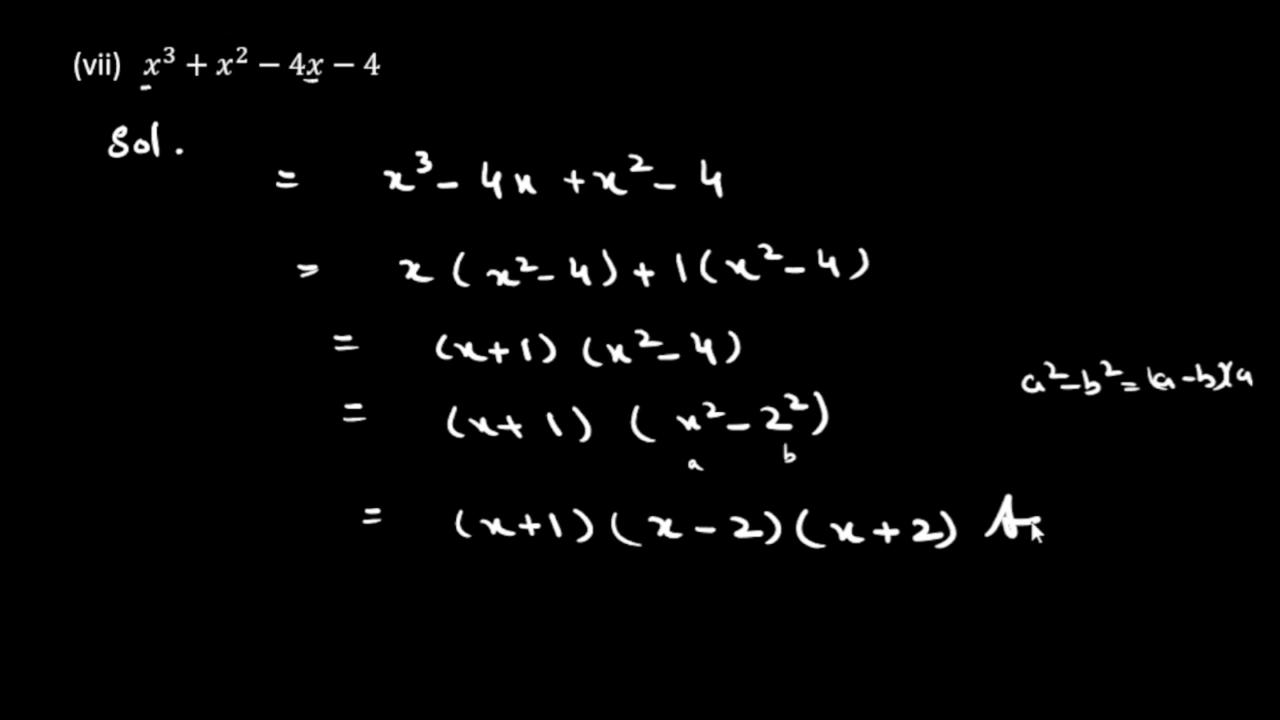 (vii) x³ + x² − 4x − 4
Sol.
= x³ − 4x + x² − 4
= x (x² − 4) + 1 (x² − 4)
= (x+1) (x² − 4)
a² − b² = (a − b)(a
= (x + 1) (x² − 2²)
a b
= (x+1) (x − 2) (x + 2)